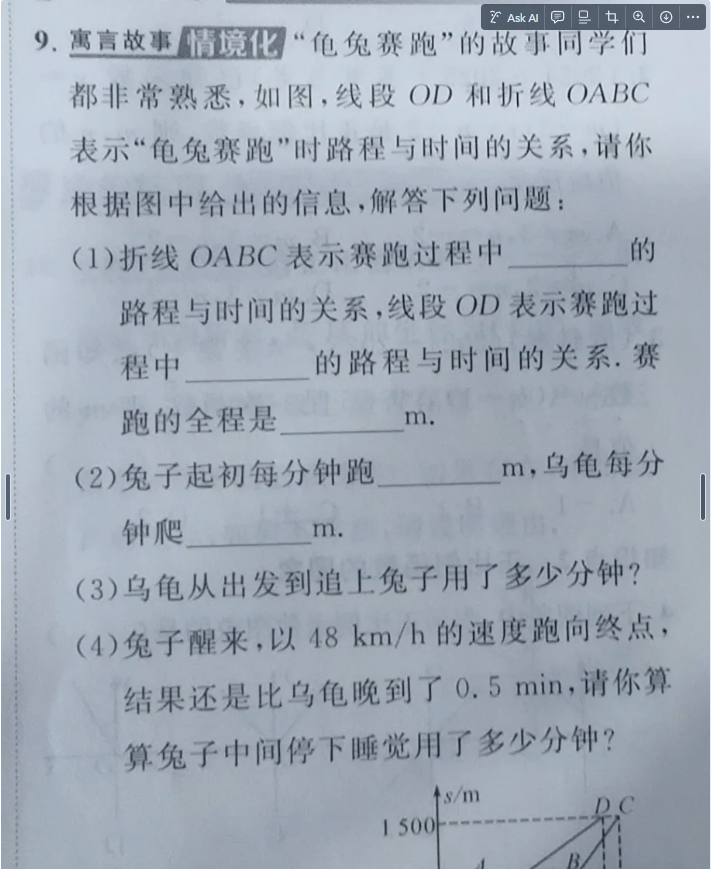 Ask AI
9. 寓言故事 情境化 “龟兔赛跑”的故事同学们
都非常熟悉,如图,线段 OD 和折线 OABC
表示“龟兔赛跑”时路程与时间的关系,请你
根据图中给出的信息,解答下列问题:
(1)折线 OABC 表示赛跑过程中________的
路程与时间的关系,线段 OD 表示赛跑过
程中________的路程与时间的关系. 赛
跑的全程是________m.
(2)兔子起初每分钟跑________m,乌龟每分
钟爬________m.
(3)乌龟从出发到追上兔子用了多少分钟?
(4)兔子醒来,以 48 km/h 的速度跑向终点,
结果还是比乌龟晚到了 0.5 min,请你算
算兔子中间停下睡觉用了多少分钟?
s/m
D C
1 500
A B